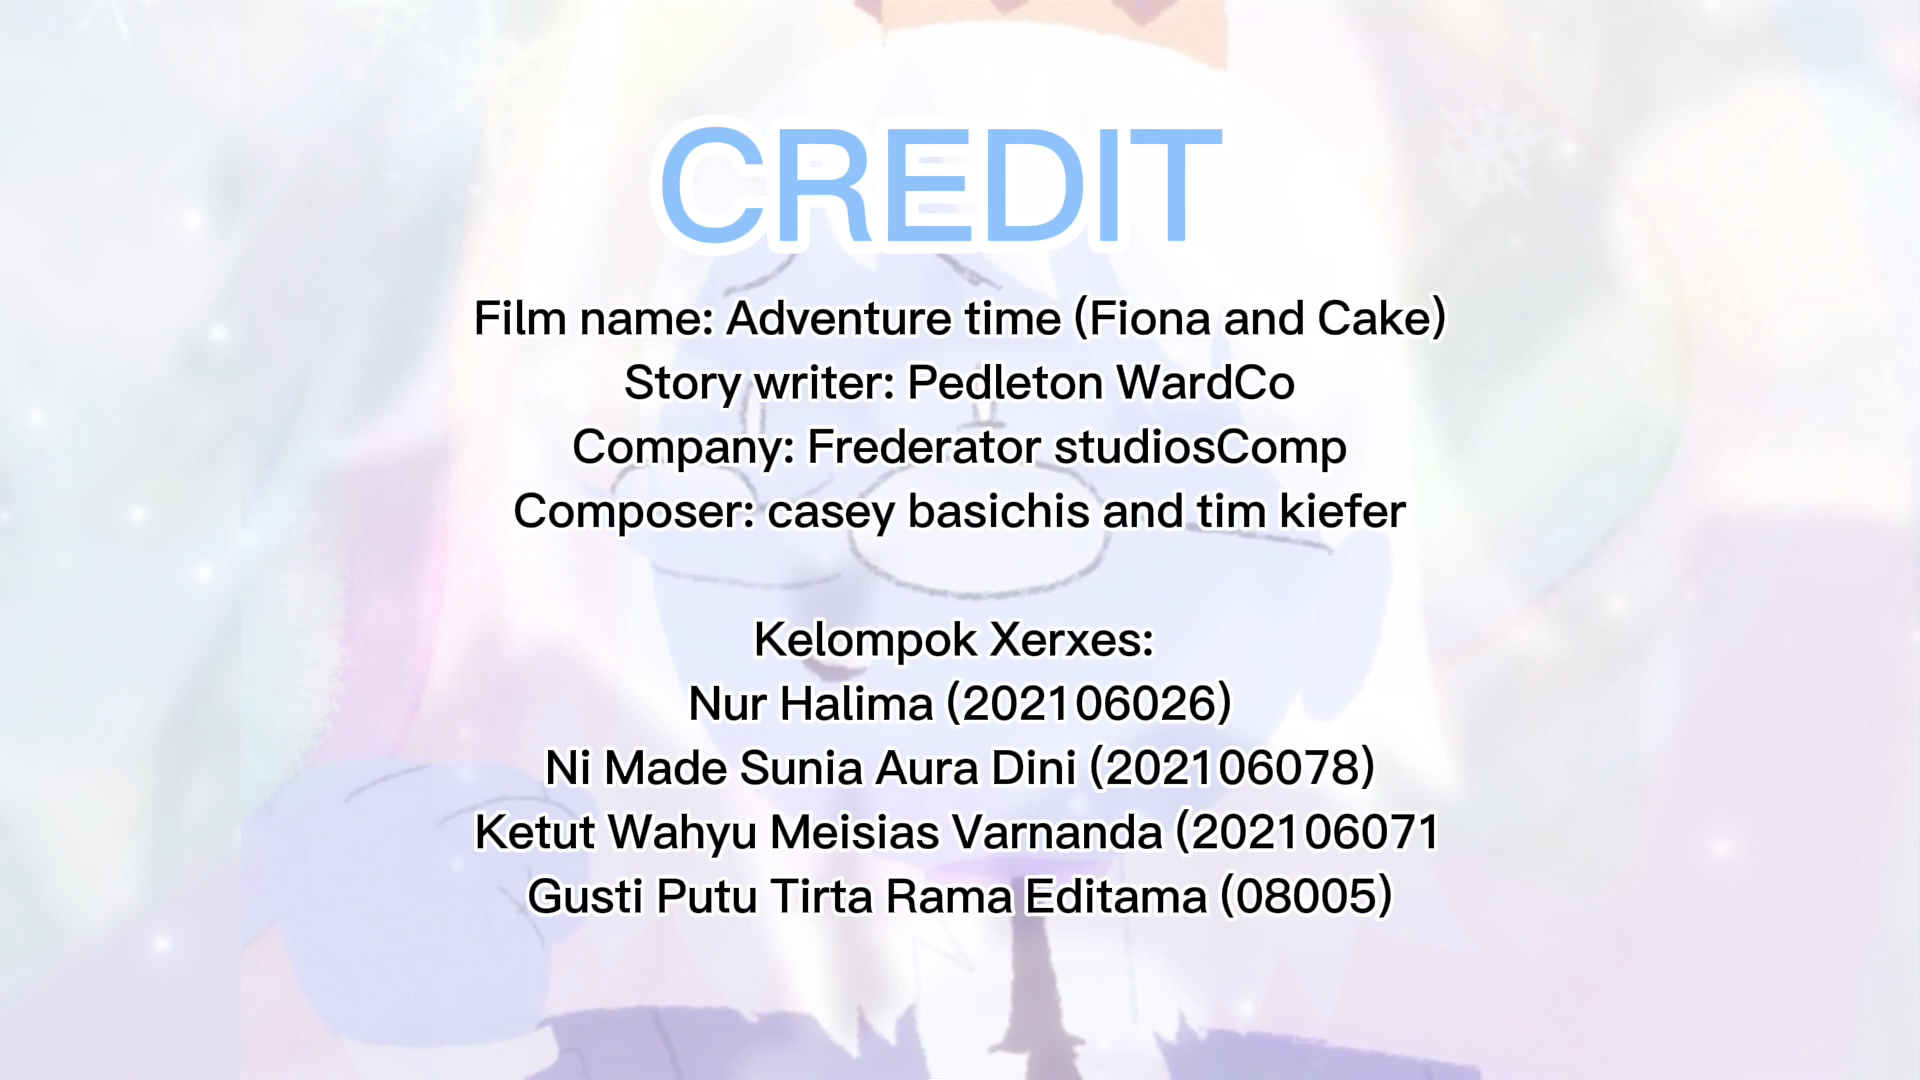 CREDIT
Film name: Adventure time (Fiona and Cake)
Story writer: Pedleton WardCo
Company: Frederator studiosComp
Composer: casey basichis and tim kiefer
Kelompok Xerxes:
Nur Halima (202106026)
Ni Made Sunia Aura Dini (202106078)
Ketut Wahyu Meisias Varnanda (202106071
Gusti Putu Tirta Rama Editama (08005)